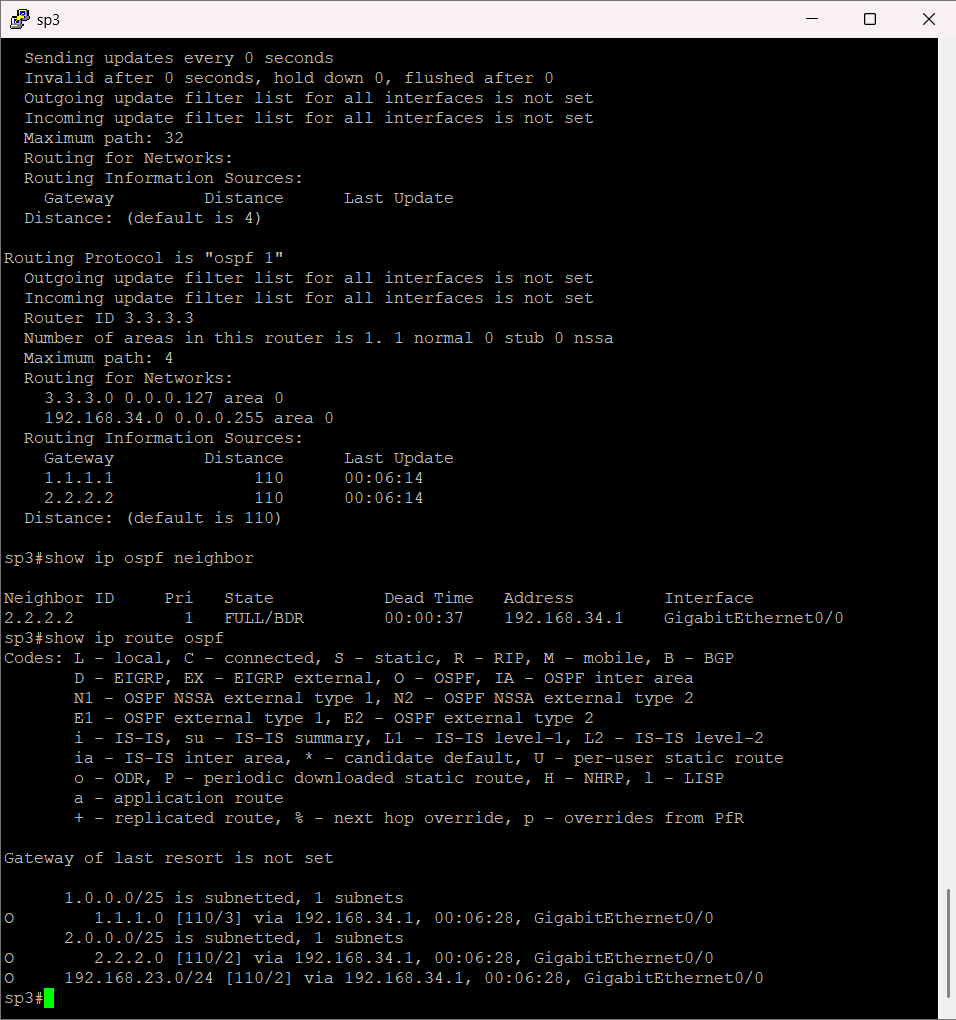 sp3
Sending updates every 0 seconds
Invalid after 0 seconds, hold down 0, flushed after 0
Outgoing update filter list for all interfaces is not set
Incoming update filter list for all interfaces is not set
Maximum path: 32
Routing for Networks:
Routing Information Sources:
Gateway         Distance      Last Update
Distance: (default is 4)
Routing Protocol is "ospf 1"
Outgoing update filter list for all interfaces is not set
Incoming update filter list for all interfaces is not set
Router ID 3.3.3.3
Number of areas in this router is 1. 1 normal 0 stub 0 nssa
Maximum path: 4
Routing for Networks:
3.3.3.0 0.0.0.127 area 0
192.168.34.0 0.0.0.255 area 0
Routing Information Sources:
Gateway         Distance      Last Update
1.1.1.1              110      00:06:14
2.2.2.2              110      00:06:14
Distance: (default is 110)
sp3#show ip ospf neighbor
Neighbor ID     Pri   State           Dead Time   Address         Interface
2.2.2.2           1   FULL/BDR        00:00:37    192.168.34.1    GigabitEthernet0/0
sp3#show ip route ospf
Codes: L - local, C - connected, S - static, R - RIP, M - mobile, B - BGP
D - EIGRP, EX - EIGRP external, O - OSPF, IA - OSPF inter area
N1 - OSPF NSSA external type 1, N2 - OSPF NSSA external type 2
E1 - OSPF external type 1, E2 - OSPF external type 2
i - IS-IS, su - IS-IS summary, L1 - IS-IS level-1, L2 - IS-IS level-2
ia - IS-IS inter area, * - candidate default, U - per-user static route
o - ODR, P - periodic downloaded static route, H - NHRP, l - LISP
a - application route
+ - replicated route, % - next hop override, p - overrides from PfR
Gateway of last resort is not set
1.0.0.0/25 is subnetted, 1 subnets
O        1.1.1.0 [110/3] via 192.168.34.1, 00:06:28, GigabitEthernet0/0
2.0.0.0/25 is subnetted, 1 subnets
O        2.2.2.0 [110/2] via 192.168.34.1, 00:06:28, GigabitEthernet0/0
O     192.168.23.0/24 [110/2] via 192.168.34.1, 00:06:28, GigabitEthernet0/0
sp3#